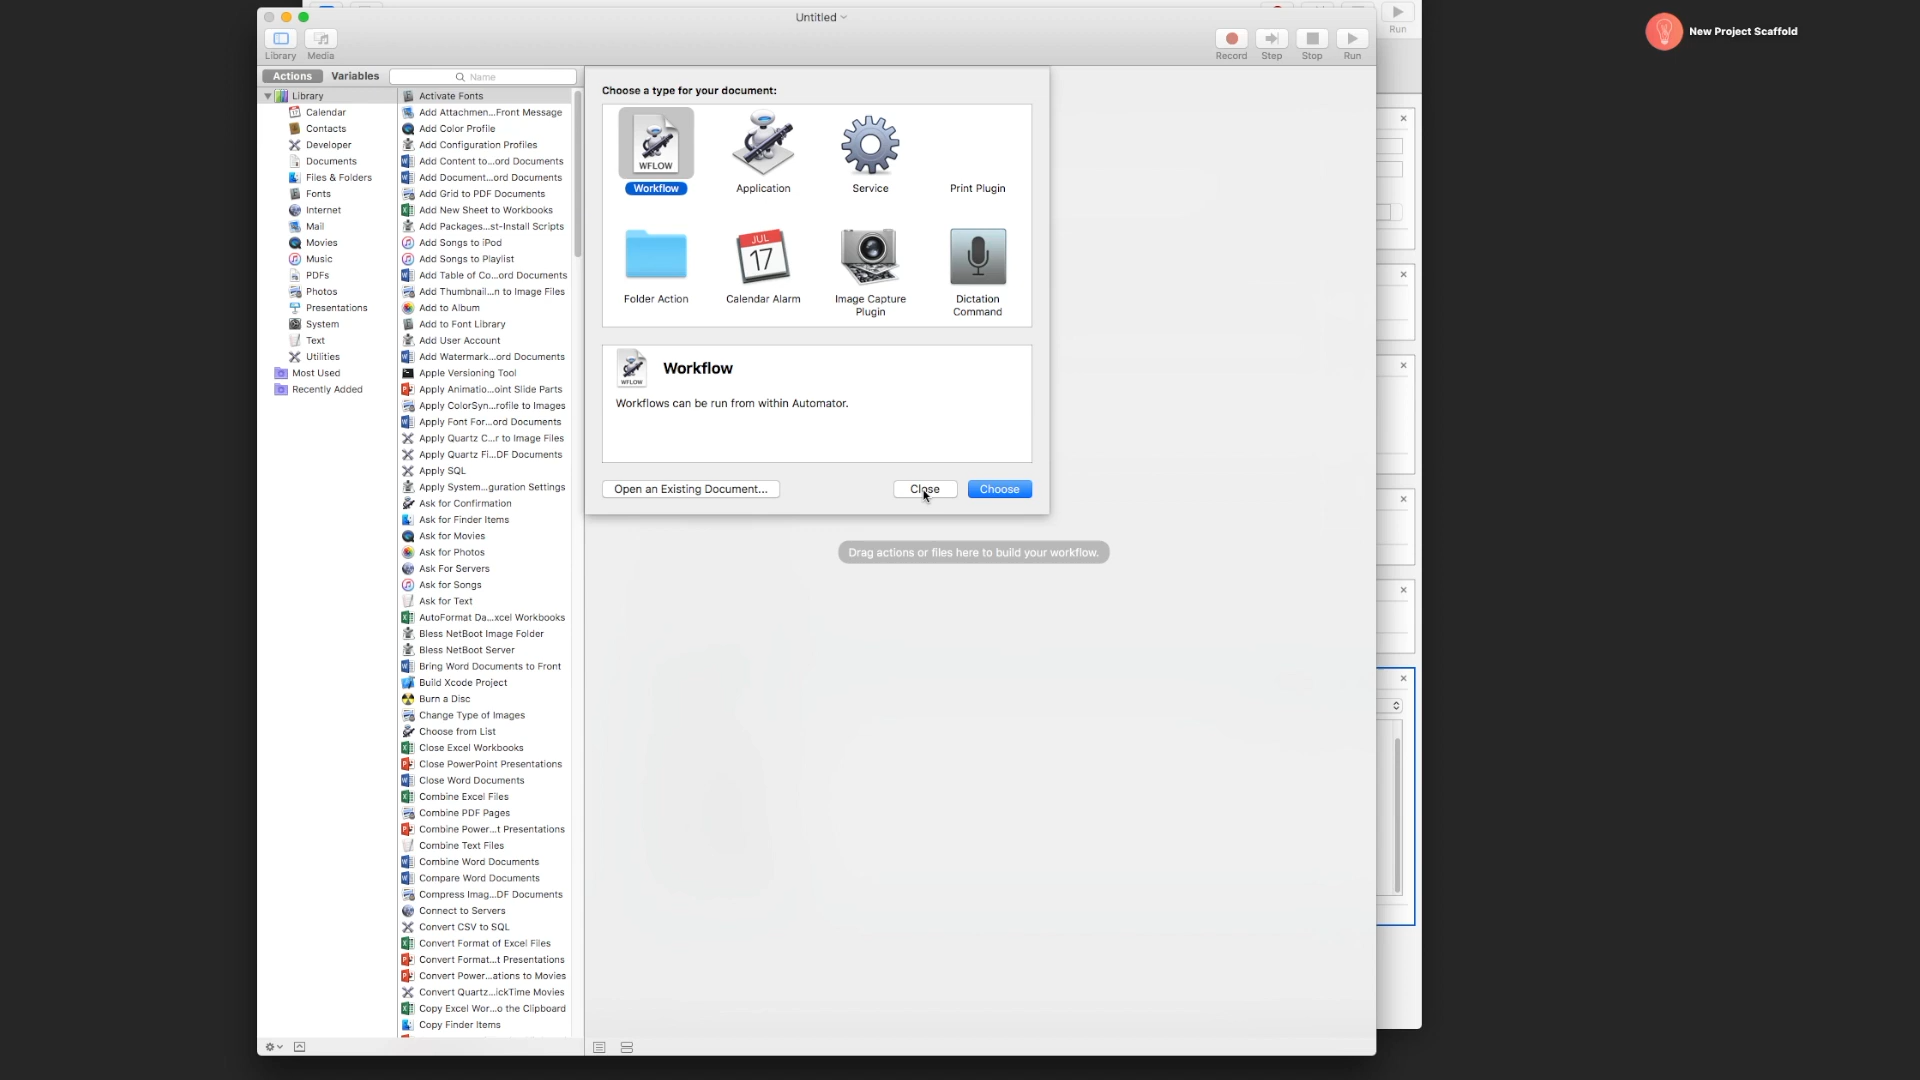 Untitled
New Project Scaffold
Library
Media
Record
Step
Stop
Run
Run
Actions
Variables
Name
Library
Calendar
Contacts
Developer
Documents
Files & Folders
Fonts
Internet
Mail
Movies
Music
PDFs
Photos
Presentations
System
Text
Utilities
Most Used
Recently Added
Activate Fonts
Add Attachmen...Front Message
Add Color Profile
Add Configuration Profiles
Add Content to...ord Documents
Add Document...ord Documents
Add Grid to PDF Documents
Add New Sheet to Workbooks
Add Packages...st-Install Scripts
Add Songs to iPod
Add Songs to Playlist
Add Table of Co...ord Documents
Add Thumbnail...n to Image Files
Add to Album
Add to Font Library
Add User Account
Add Watermark...ord Documents
Apple Versioning Tool
Apply Animatio...oint Slide Parts
Apply ColorSyn...rofile to Images
Apply Font For...ord Documents
Apply Quartz C...r to Image Files
Apply Quartz Fi...DF Documents
Apply SQL
Apply System...guration Settings
Ask for Confirmation
Ask for Finder Items
Ask for Movies
Ask for Photos
Ask For Servers
Ask for Songs
Ask for Text
AutoFormat Da...xcel Workbooks
Bless NetBoot Image Folder
Bless NetBoot Server
Bring Word Documents to Front
Build Xcode Project
Burn a Disc
Change Type of Images
Choose from List
Close Excel Workbooks
Close PowerPoint Presentations
Close Word Documents
Combine Excel Files
Combine PDF Pages
Combine Power...t Presentations
Combine Text Files
Combine Word Documents
Compare Word Documents
Compress Imag...DF Documents
Connect to Servers
Convert CSV to SQL
Convert Format of Excel Files
Convert Format...t Presentations
Convert Power...ations to Movies
Convert Quartz...ickTime Movies
Copy Excel Wor...o the Clipboard
Copy Finder Items
Choose a type for your document:
WFLOW
Workflow
Application
Service
Print Plugin
JUL
17
Folder Action
Calendar Alarm
Image Capture
Plugin
Dictation
Command
WFLOW
Workflow
Workflows can be run from within Automator.
Open an Existing Document...
Close
Choose
Drag actions or files here to build your workflow.